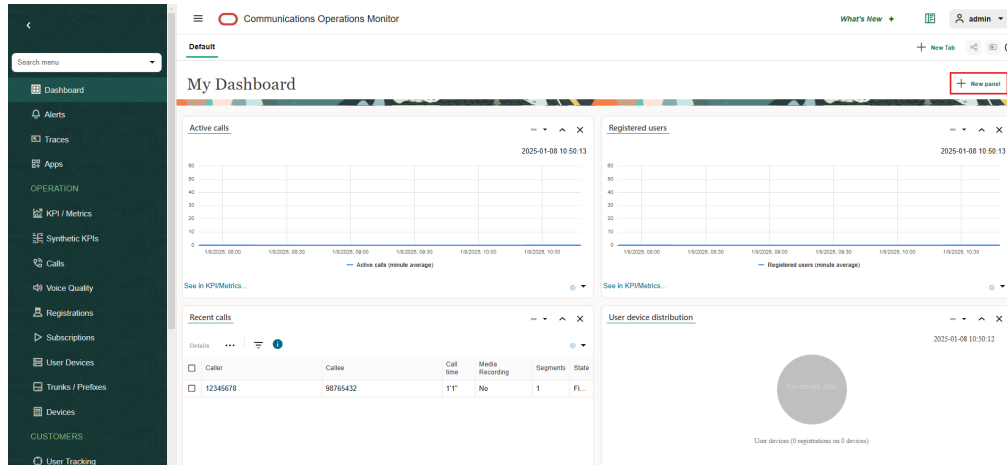 Communications Operations Monitor
What's New
admin
Search menu
Dashboard
Alerts
Traces
Apps
OPERATION
KPI / Metrics
Synthetic KPIs
Calls
Voice Quality
Registrations
Subscriptions
User Devices
Trunks / Prefixes
Devices
CUSTOMERS
User Tracking
Default
New Tab
My Dashboard
New panel
Active calls
2025-01-08 10:50:13
60
50
40
30
20
10
0
1/8/2025, 08:00 1/8/2025, 08:30 1/8/2025, 09:00 1/8/2025, 09:30 1/8/2025, 10:00 1/8/2025, 10:30
Active calls (minute average)
See in KPI/Metrics...
Registered users
2025-01-08 10:50:13
60
50
40
30
20
10
0
1/8/2025, 08:00 1/8/2025, 08:30 1/8/2025, 09:00 1/8/2025, 09:30 1/8/2025, 10:00 1/8/2025, 10:30
Registered users (minute average)
See in KPI/Metrics...
Recent calls
Details
Caller Callee Call time Media Recording Segments State
12345678 98765432 1'1" No 1 Fi...
User device distribution
2025-01-08 10:50:12
Not enough data
User devices (0 registrations on 0 devices)